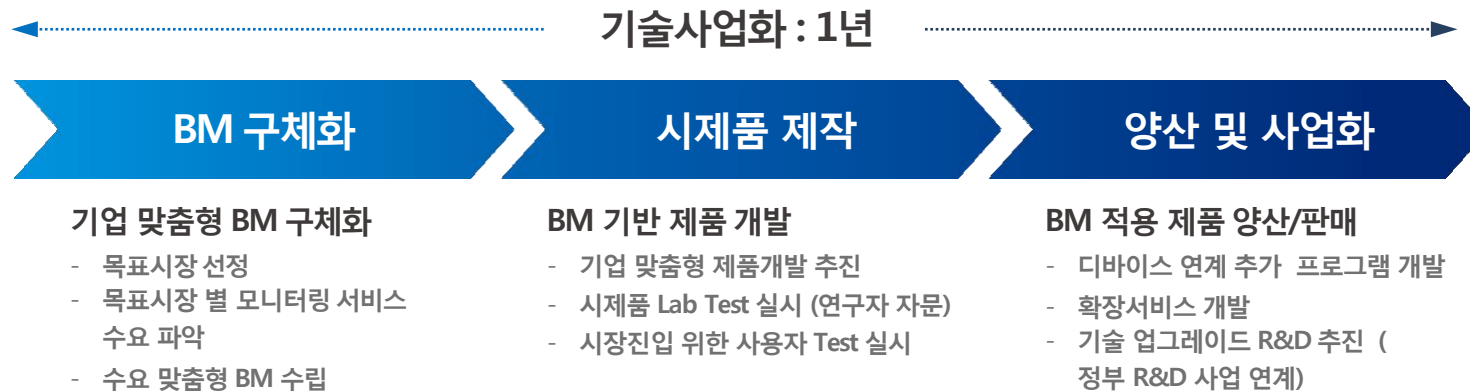 기술사업화 : 1년
BM 구체화
시제품 제작
양산 및 사업화
기업 맞춤형 BM 구체화
- 목표시장 선정
- 목표시장 별 모니터링 서비스
수요 파악
- 수요 맞춤형 BM 수립
BM 기반 제품 개발
- 기업 맞춤형 제품개발 추진
- 시제품 Lab Test 실시 (연구자 자문)
- 시장진입 위한 사용자 Test 실시
BM 적용 제품 양산/판매
- 디바이스 연계 추가 프로그램 개발
- 확장서비스 개발
- 기술 업그레이드 R&D 추진 (
정부 R&D 사업 연계)